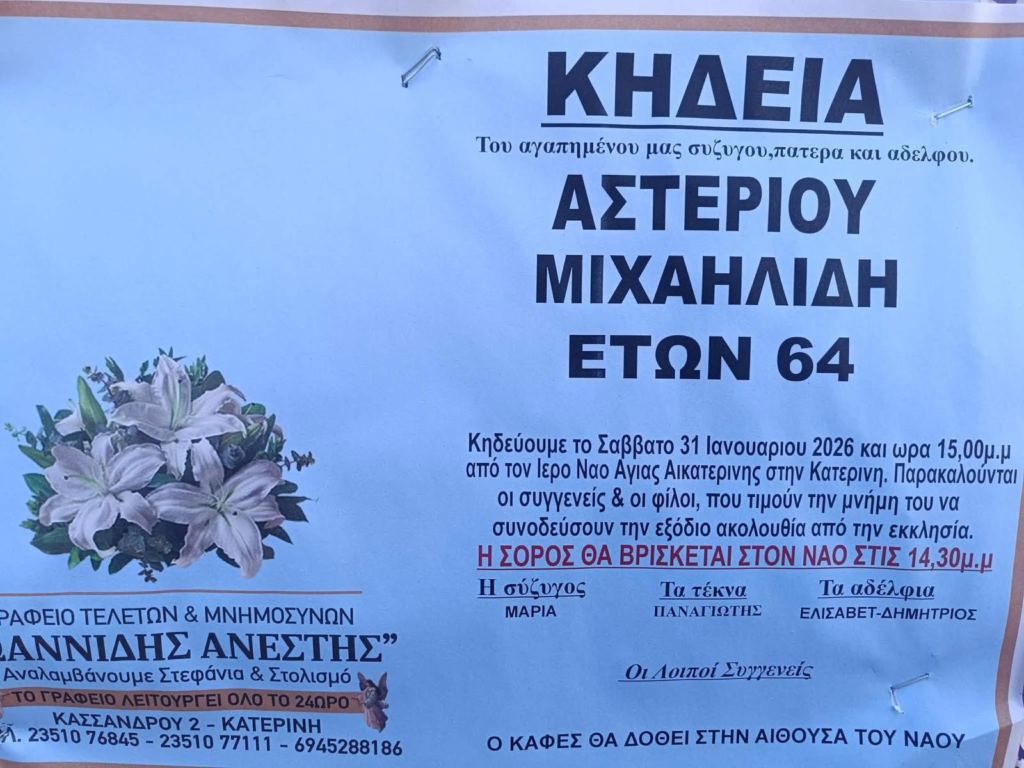 ΚΗΔΕΙΑ
Του αγαπημένου μας συζυγου,πατερα και αδελφου.
ΑΣΤΕΡΙΟΥ
ΜΙΧΑΗΛΙΔΗ
ΕΤΩΝ 64
Κηδεύουμε το Σαββατο 31 Ιανουαριου 2026 και ωρα 15,00μ.μ
από τον Ιερο Ναο Αγιας Αικατερινης στην Κατερινη. Παρακαλούνται
οι συγγενείς & οι φίλοι, που τιμούν την μνήμη του να
συνοδεύσουν την εξόδιο ακολουθία από την εκκλησία.
Η ΣΟΡΟΣ ΘΑ ΒΡΙΣΚΕΤΑΙ ΣΤΟΝ ΝΑΟ ΣΤΙΣ 14,30μ.μ
Η σύζυγος Τα τέκνα Τα αδέλφια
ΜΑΡΙΑ ΠΑΝΑΓΙΩΤΗΣ ΕΛΙΣΑΒΕΤ-ΔΗΜΗΤΡΙΟΣ
Οι Λοιποί Συγγενείς
Ο ΚΑΦΕΣ ΘΑ ΔΟΘΕΙ ΣΤΗΝ ΑΙΘΟΥΣΑ ΤΟΥ ΝΑΟΥ
ΡΑΦΕΙΟ ΤΕΛΕΤΩΝ & ΜΝΗΜΟΣΥΝΩΝ
ΩΑΝΝΙΔΗΣ ΑΝΕΣΤΗΣ”
Αναλαμβάνουμε Στεφάνια & Στολισμό
ΤΟ ΓΡΑΦΕΙΟ ΛΕΙΤΟΥΡΓΕΙ ΟΛΟ ΤΟ 24ΩΡΟ
ΚΑΣΣΑΝΔΡΟΥ 2 - ΚΑΤΕΡΙΝΗ
Λ. 23510 76845 - 23510 77111 - 6945288186